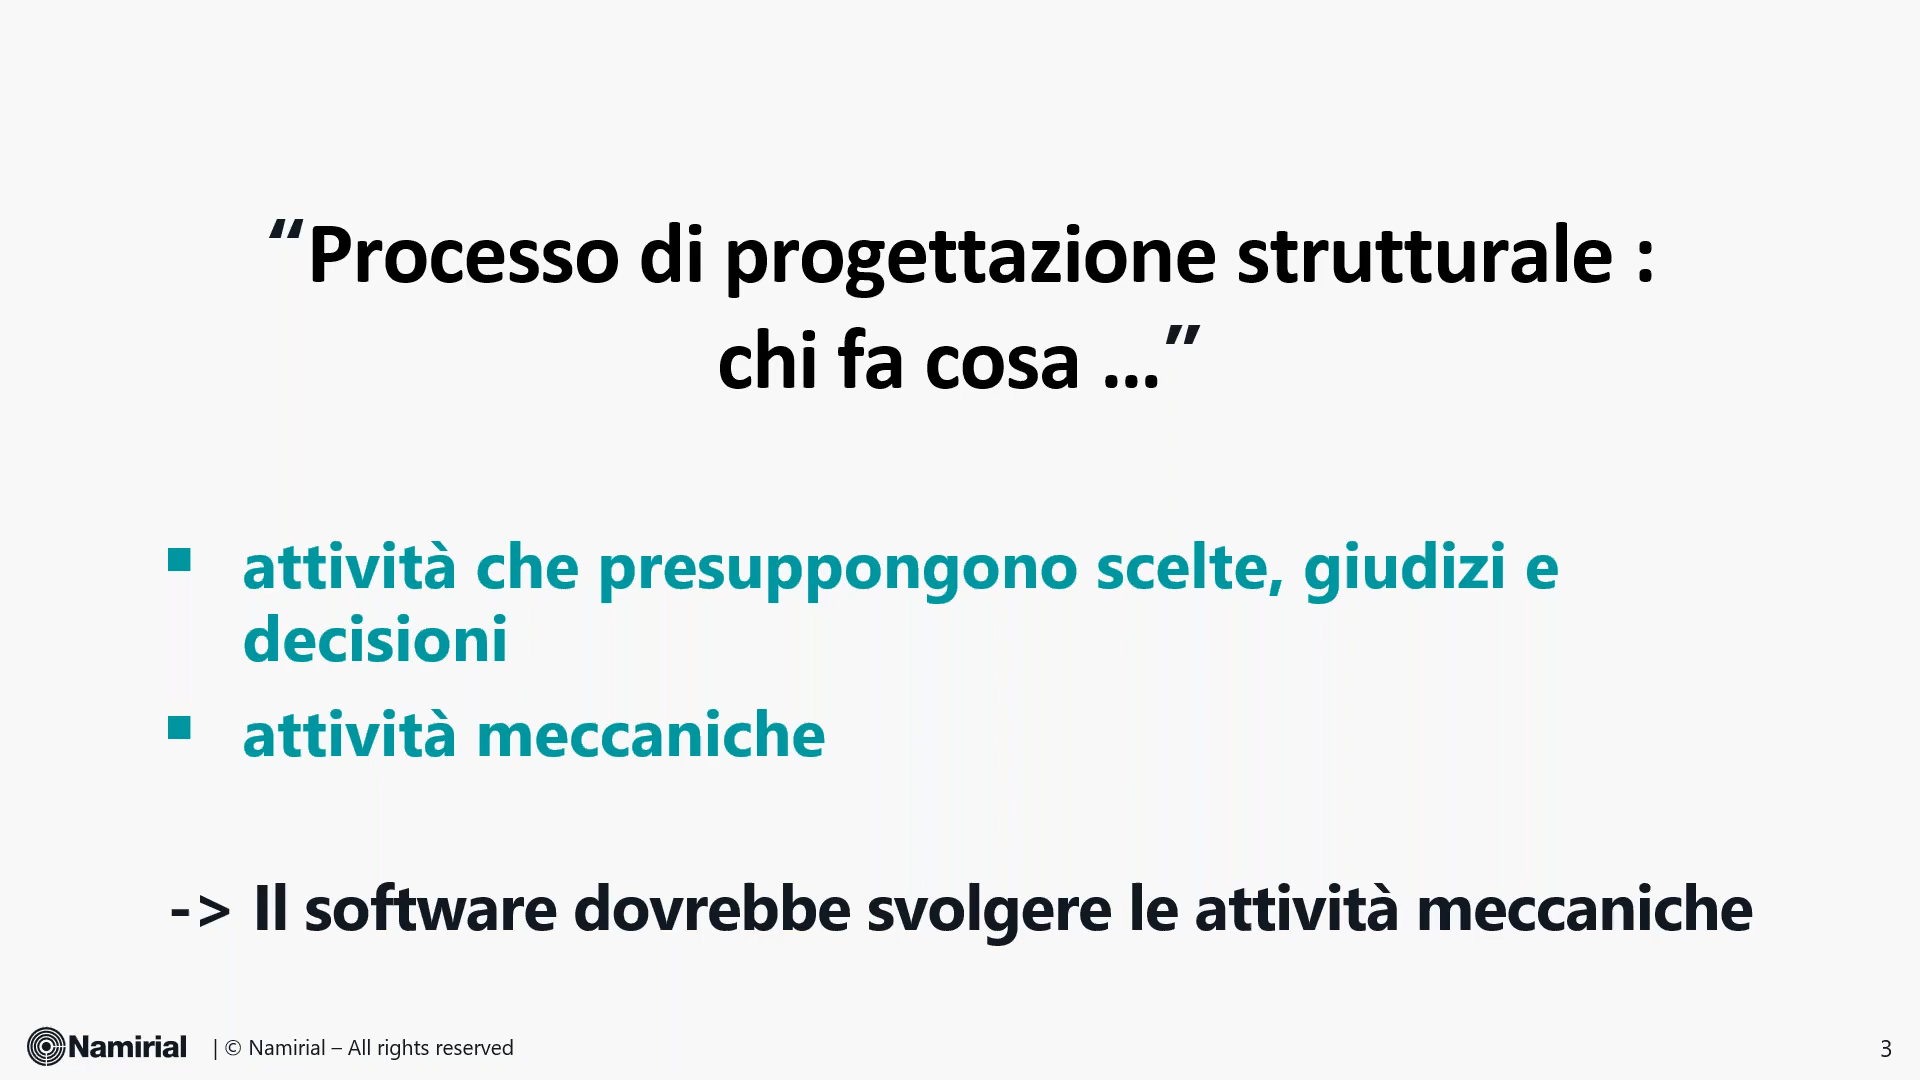 “Processo di progettazione strutturale :
chi fa cosa …”
▪ attività che presuppongono scelte, giudizi e
decisioni
▪ attività meccaniche
-> Il software dovrebbe svolgere le attività meccaniche
Namirial | © Namirial – All rights reserved
3